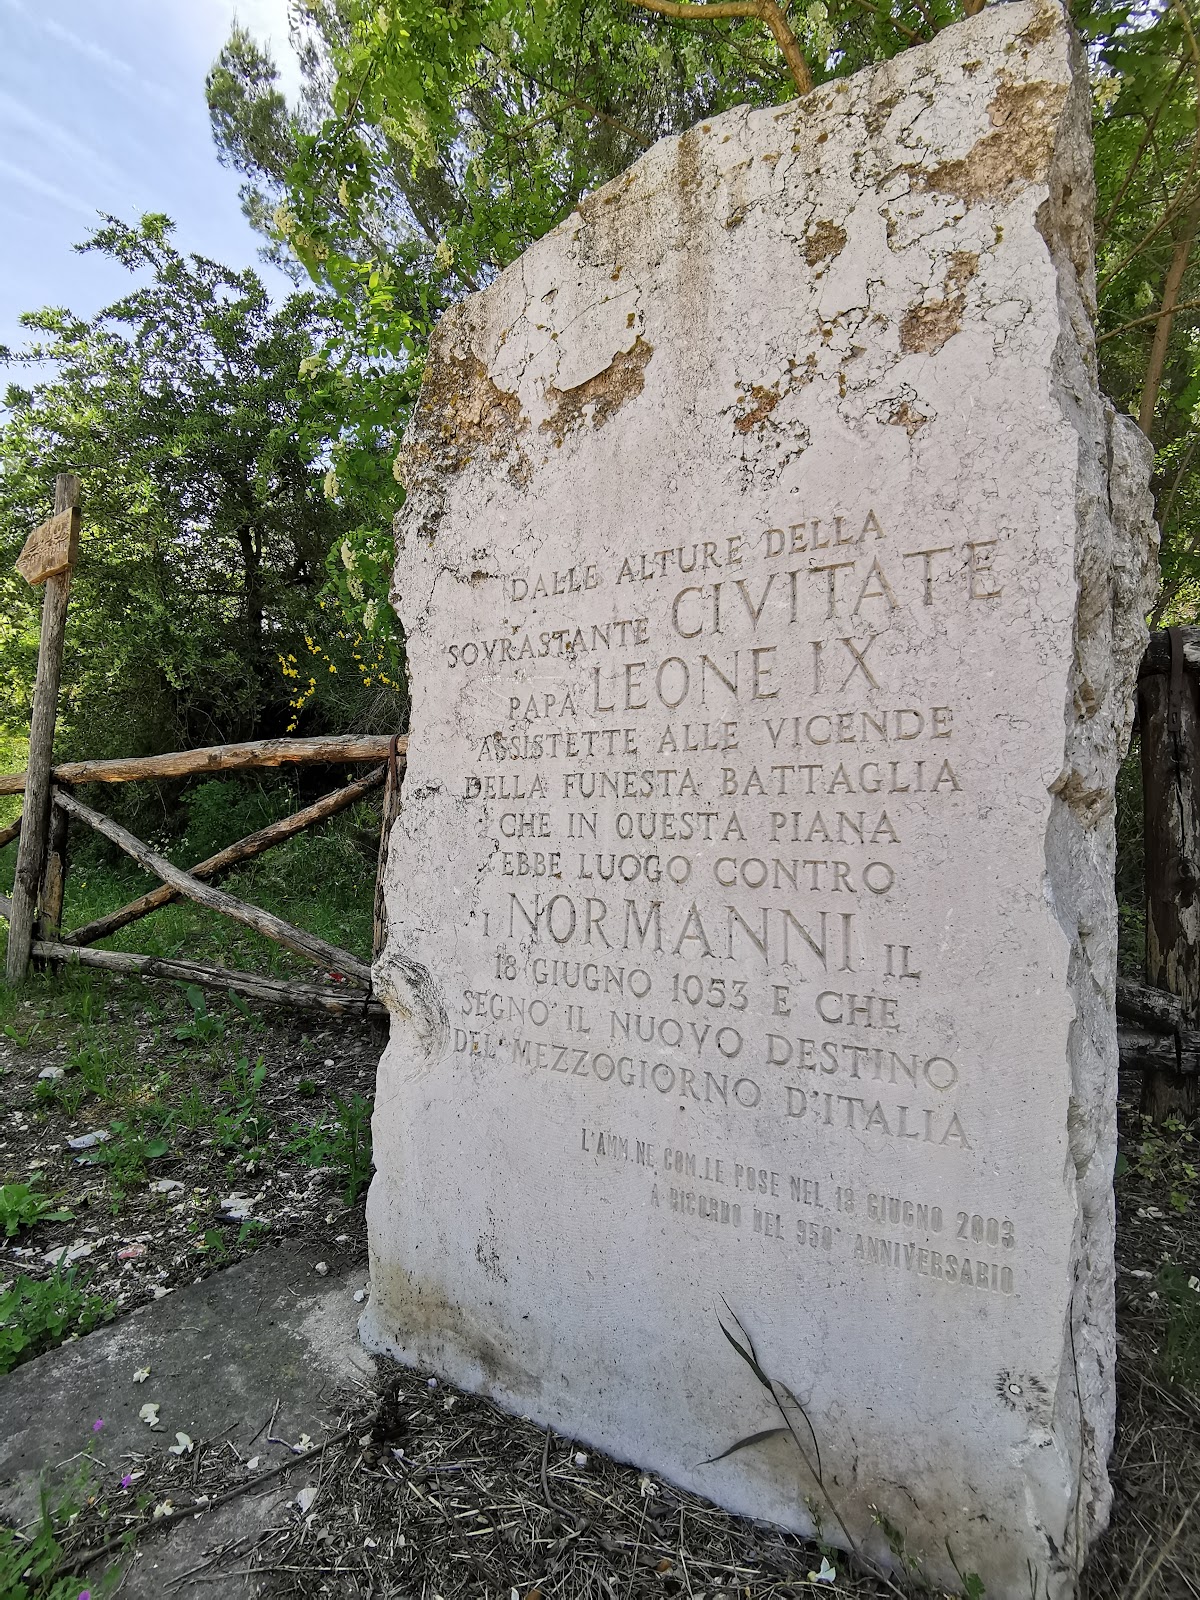 DALLE ALTURE DELLA
SOVRASTANTE CIVITATE
PAPA LEONE IX
ASSISTETTE ALLE VICENDE
DELLA FUNESTA BATTAGLIA
CHE IN QUESTA PIANA
EBBE LUOGO CONTRO
I NORMANNI IL
18 GIUGNO 1053 E CHE
SEGNO IL NUOVO DESTINO
DEL MEZZOGIORNO D'ITALIA
L'AMM.NE COM.LE POSE NEL 18 GIUGNO 2003
A RICORDO DEL 950° ANNIVERSARIO.